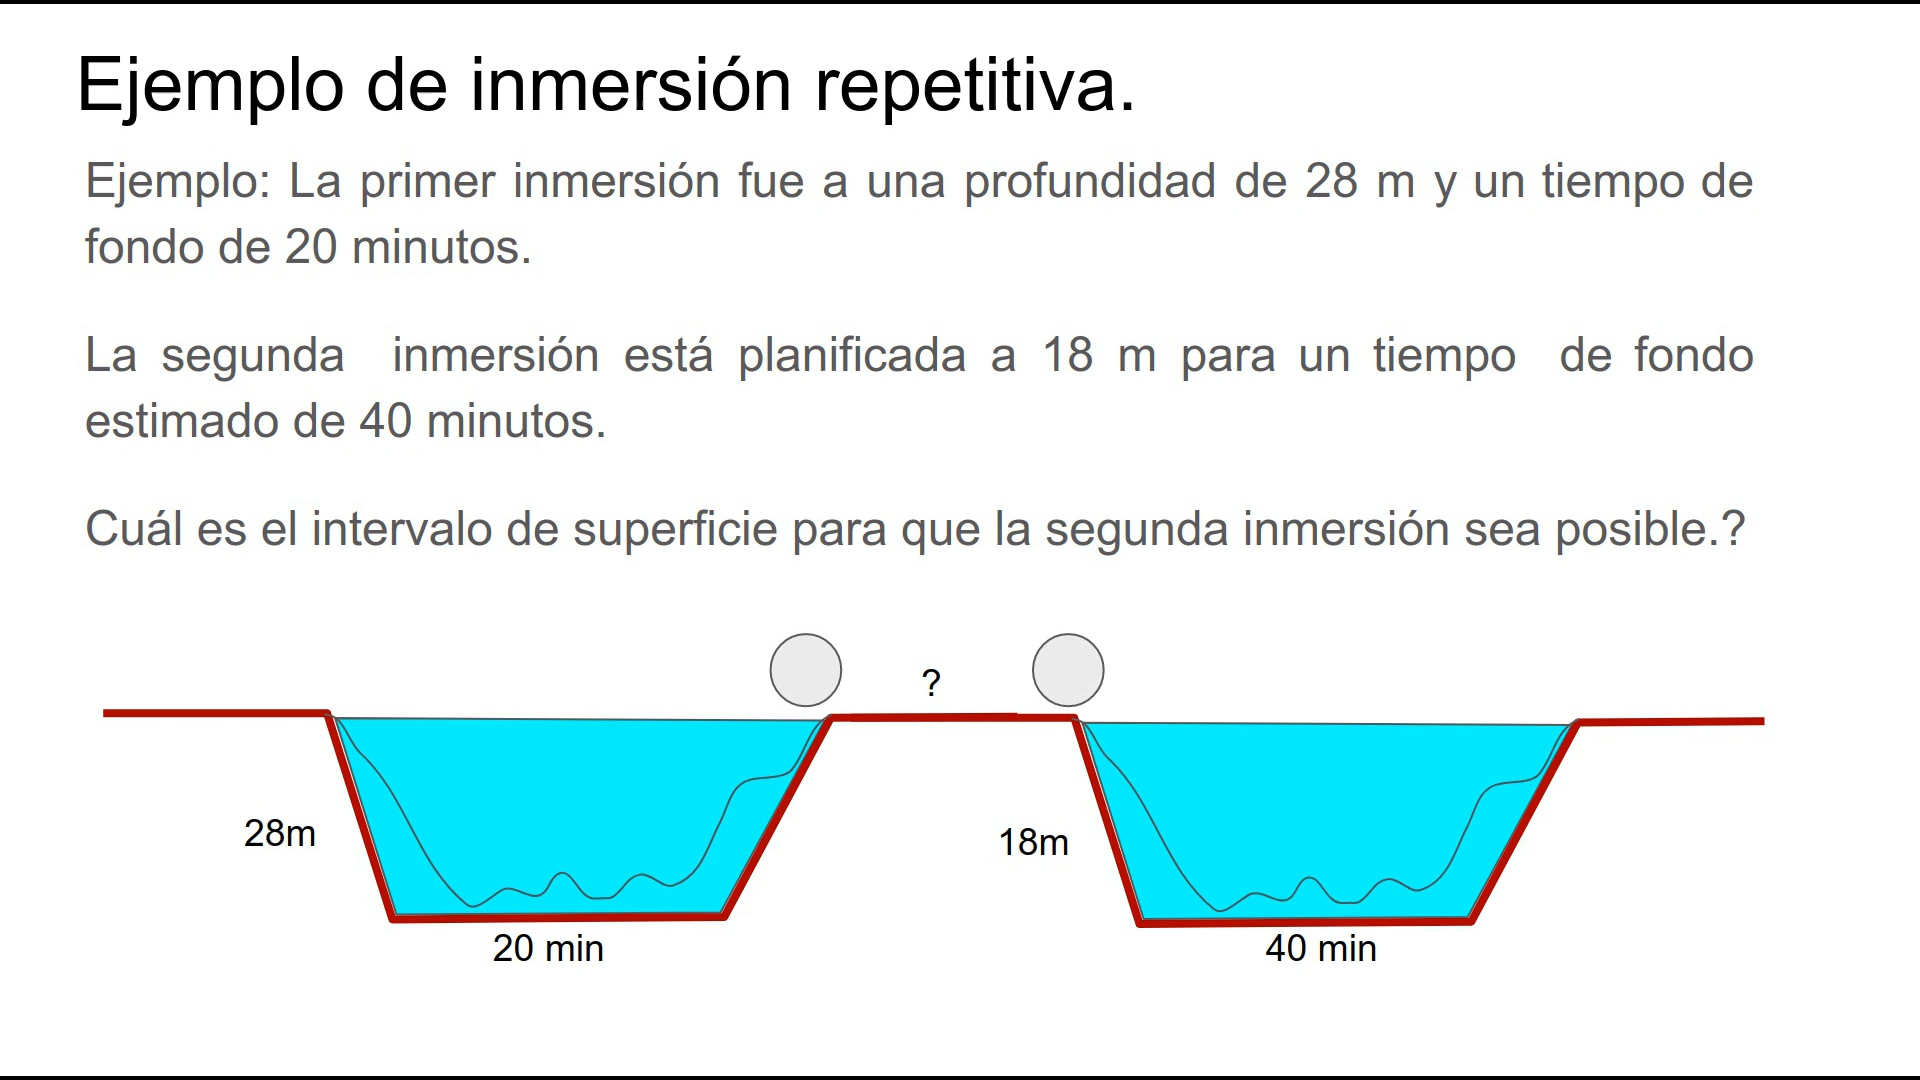 Ejemplo de inmersión repetitiva.
Ejemplo: La primer inmersión fue a una profundidad de 28 m y un tiempo de
fondo de 20 minutos.
La segunda inmersión está planificada a 18 m para un tiempo de fondo
estimado de 40 minutos.
Cuál es el intervalo de superficie para que la segunda inmersión sea posible.?
?
28m
18m
20 min
40 min